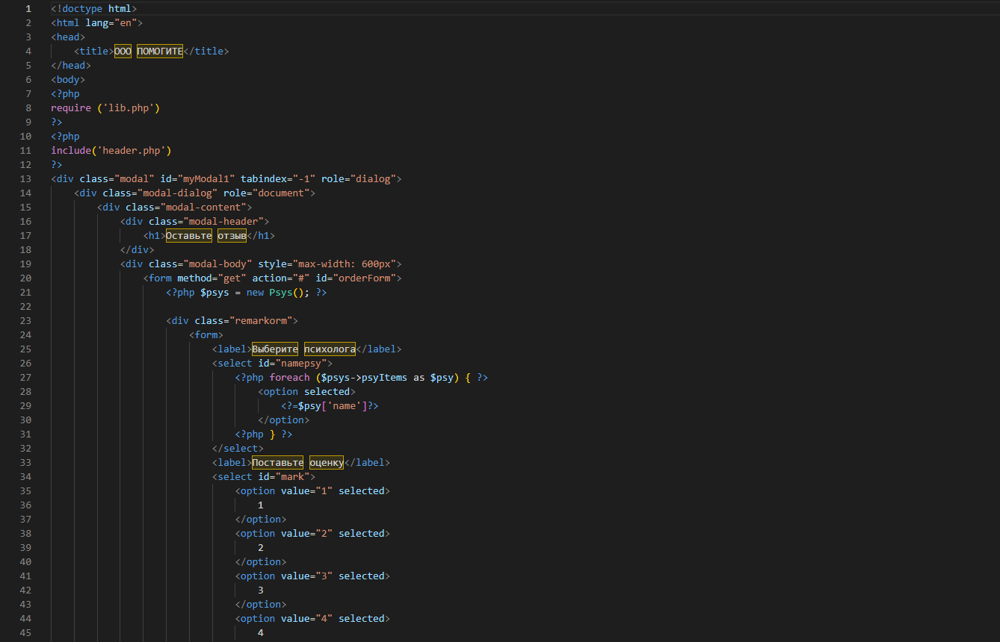 1 <!doctype html>
2 <html lang="en">
3 <head>
4     <title>ООО ПОМОГИТЕ</title>
5 </head>
6 <body>
7 <?php
8 require ('lib.php')
9 ?>
10 <?php
11 include('header.php')
12 ?>
13 <div class="modal" id="myModal1" tabindex="-1" role="dialog">
14     <div class="modal-dialog" role="document">
15         <div class="modal-content">
16             <div class="modal-header">
17                 <h1>Оставьте отзыв</h1>
18             </div>
19             <div class="modal-body" style="max-width: 600px">
20                 <form method="get" action="#" id="orderForm">
21                     <?php $psys = new Psys(); ?>
22
23                     <div class="remarkorm">
24                         <form>
25                             <label>Выберите психолога</label>
26                             <select id="namepsy">
27                                 <?php foreach ($psys->psyItems as $psy) { ?>
28                                     <option selected>
29                                         <?=$psy['name']?>
30                                     </option>
31                                 <?php } ?>
32                             </select>
33                             <label>Поставьте оценку</label>
34                             <select id="mark">
35                                 <option value="1" selected>
36                                     1
37                                 </option>
38                                 <option value="2" selected>
39                                     2
40                                 </option>
41                                 <option value="3" selected>
42                                     3
43                                 </option>
44                                 <option value="4" selected>
45                                     4